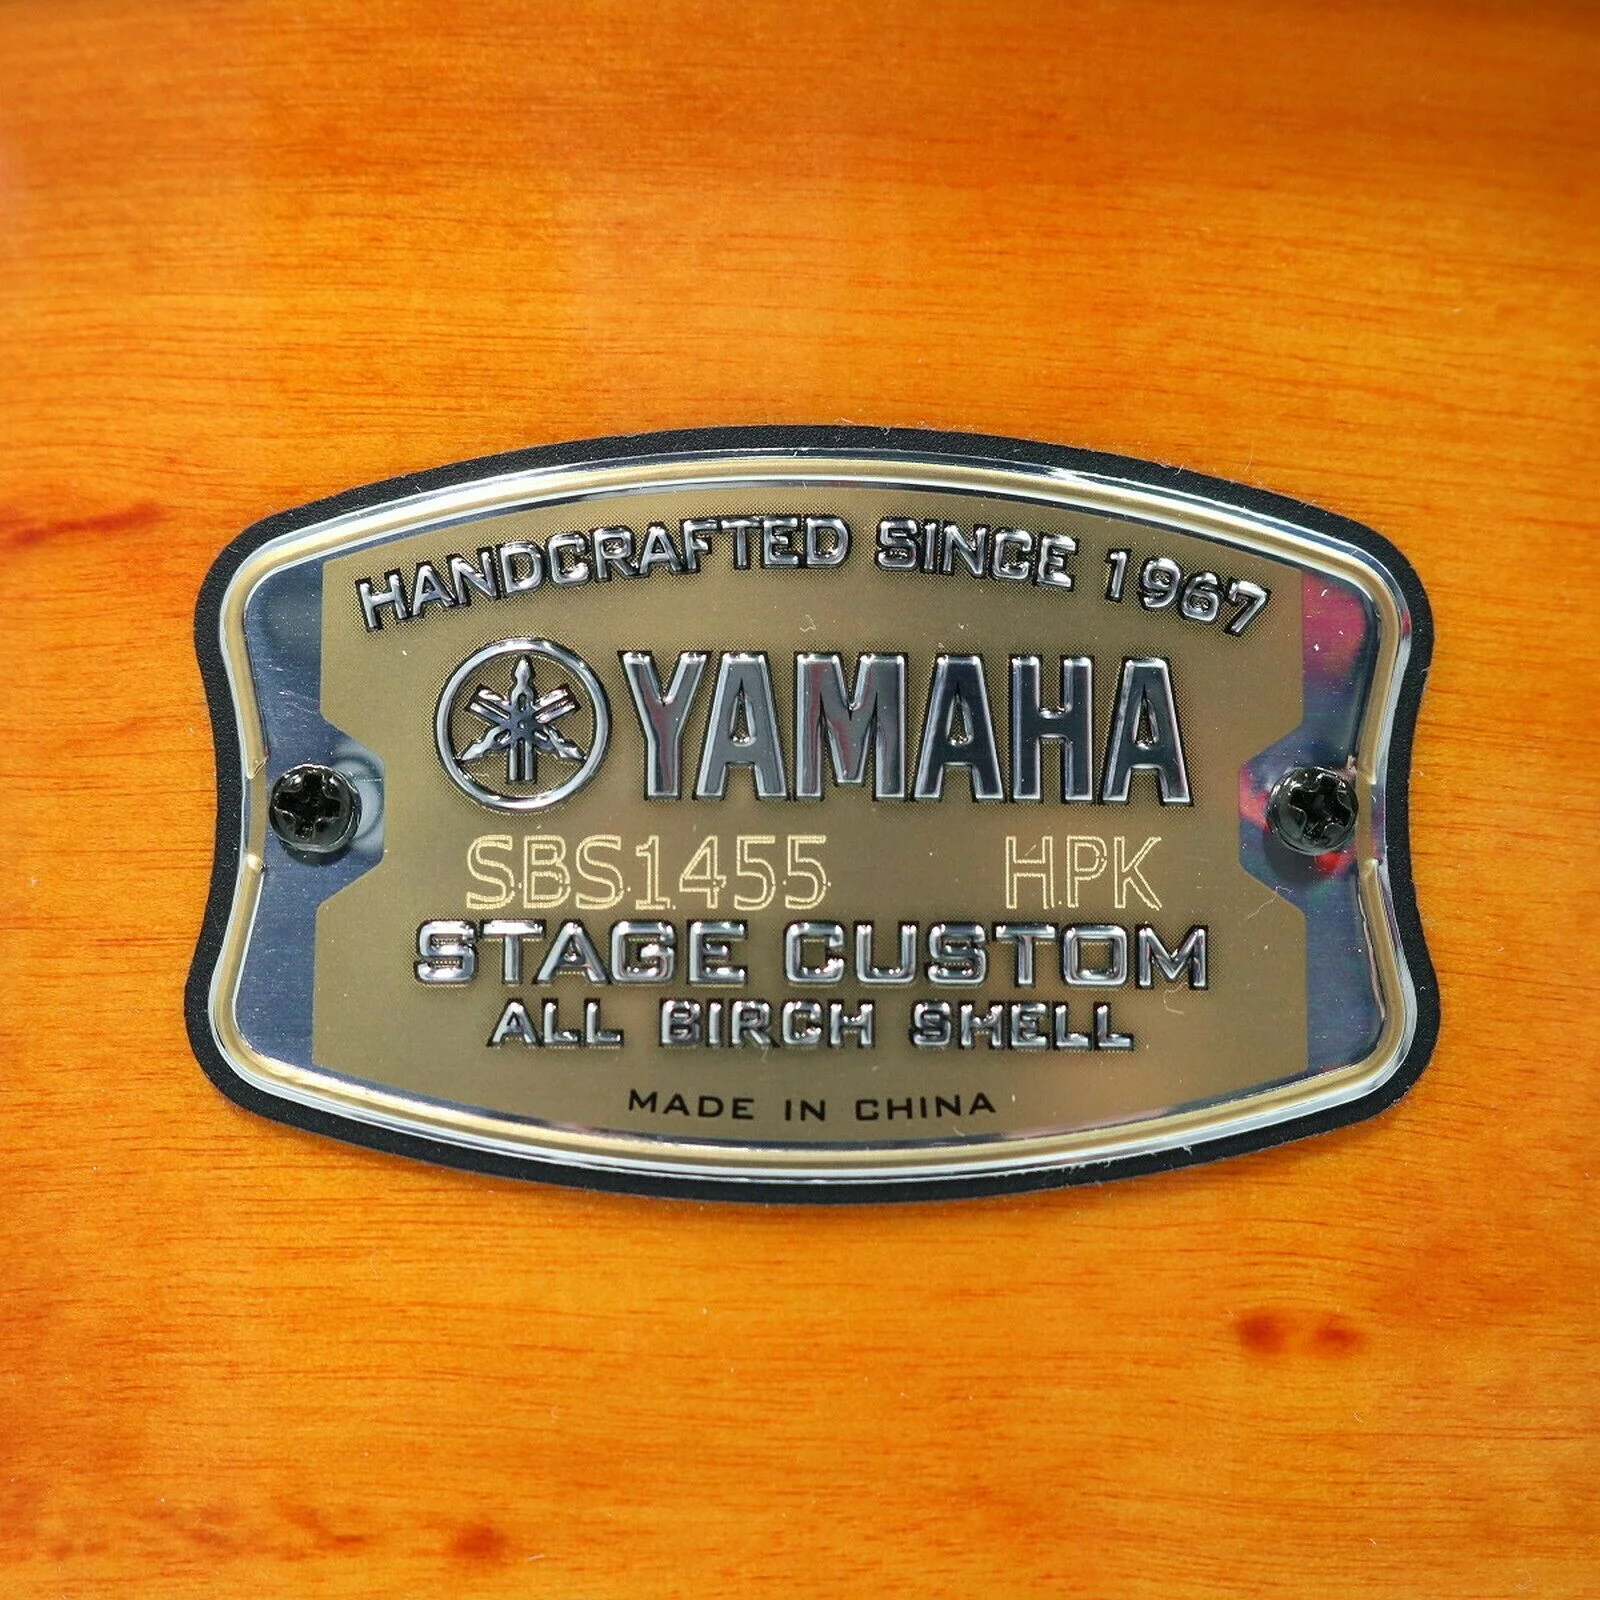 HANDCRAFTED SINCE 1967
YAMAHA
SBS1455 HPK
STAGE CUSTOM
ALL BIRCH SHELL
MADE IN CHINA